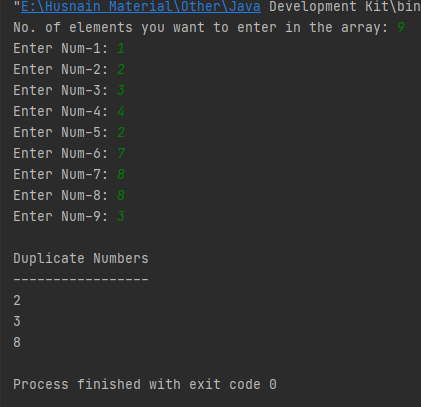 "E:\Husnain Material\Other\Java Development Kit\bin
No. of elements you want to enter in the array: 9
Enter Num-1: 1
Enter Num-2: 2
Enter Num-3: 3
Enter Num-4: 4
Enter Num-5: 2
Enter Num-6: 7
Enter Num-7: 8
Enter Num-8: 8
Enter Num-9: 3
Duplicate Numbers
-----------------
2
3
8
Process finished with exit code 0